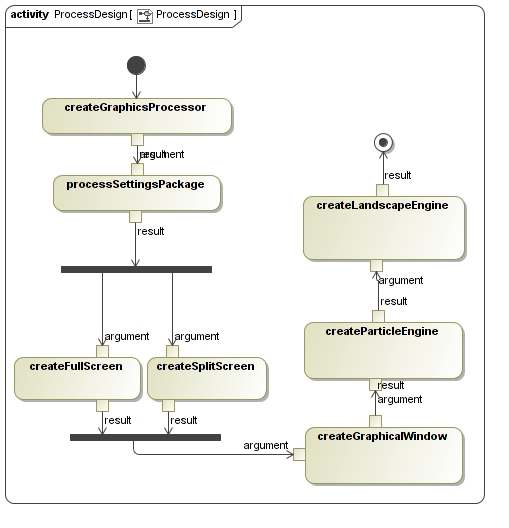 activity ProcessDesign[ ProcessDesign ]
createGraphicsProcessor
result
argument
processSettingsPackage
result
argument
argument
createFullScreen
createSplitScreen
result
result
argument
createGraphicalWindow
result
argument
createParticleEngine
result
argument
createLandscapeEngine
result